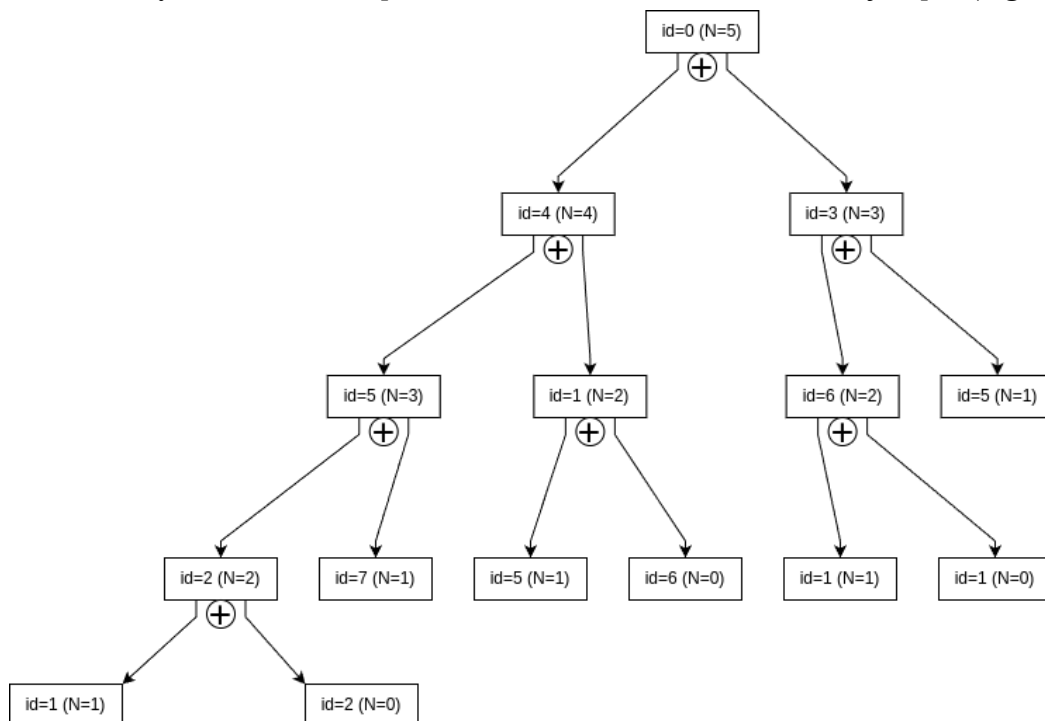 id=0 (N=5)
id=4 (N=4)
id=3 (N=3)
id=5 (N=3)
id=1 (N=2)
id=6 (N=2)
id=5 (N=1)
id=2 (N=2)
id=7 (N=1)
id=5 (N=1)
id=6 (N=0)
id=1 (N=1)
id=1 (N=0)
id=1 (N=1)
id=2 (N=0)